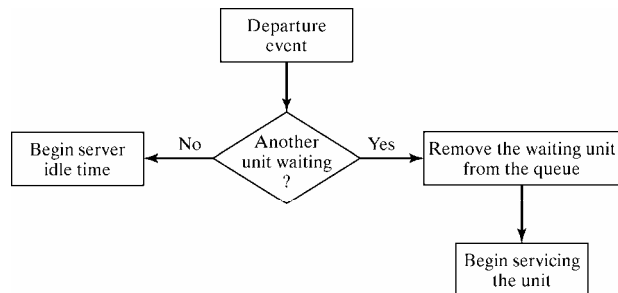 Departure
event
No
Another
unit waiting
?
Yes
Begin server
idle time
Remove the waiting unit
from the queue
Begin servicing
the unit